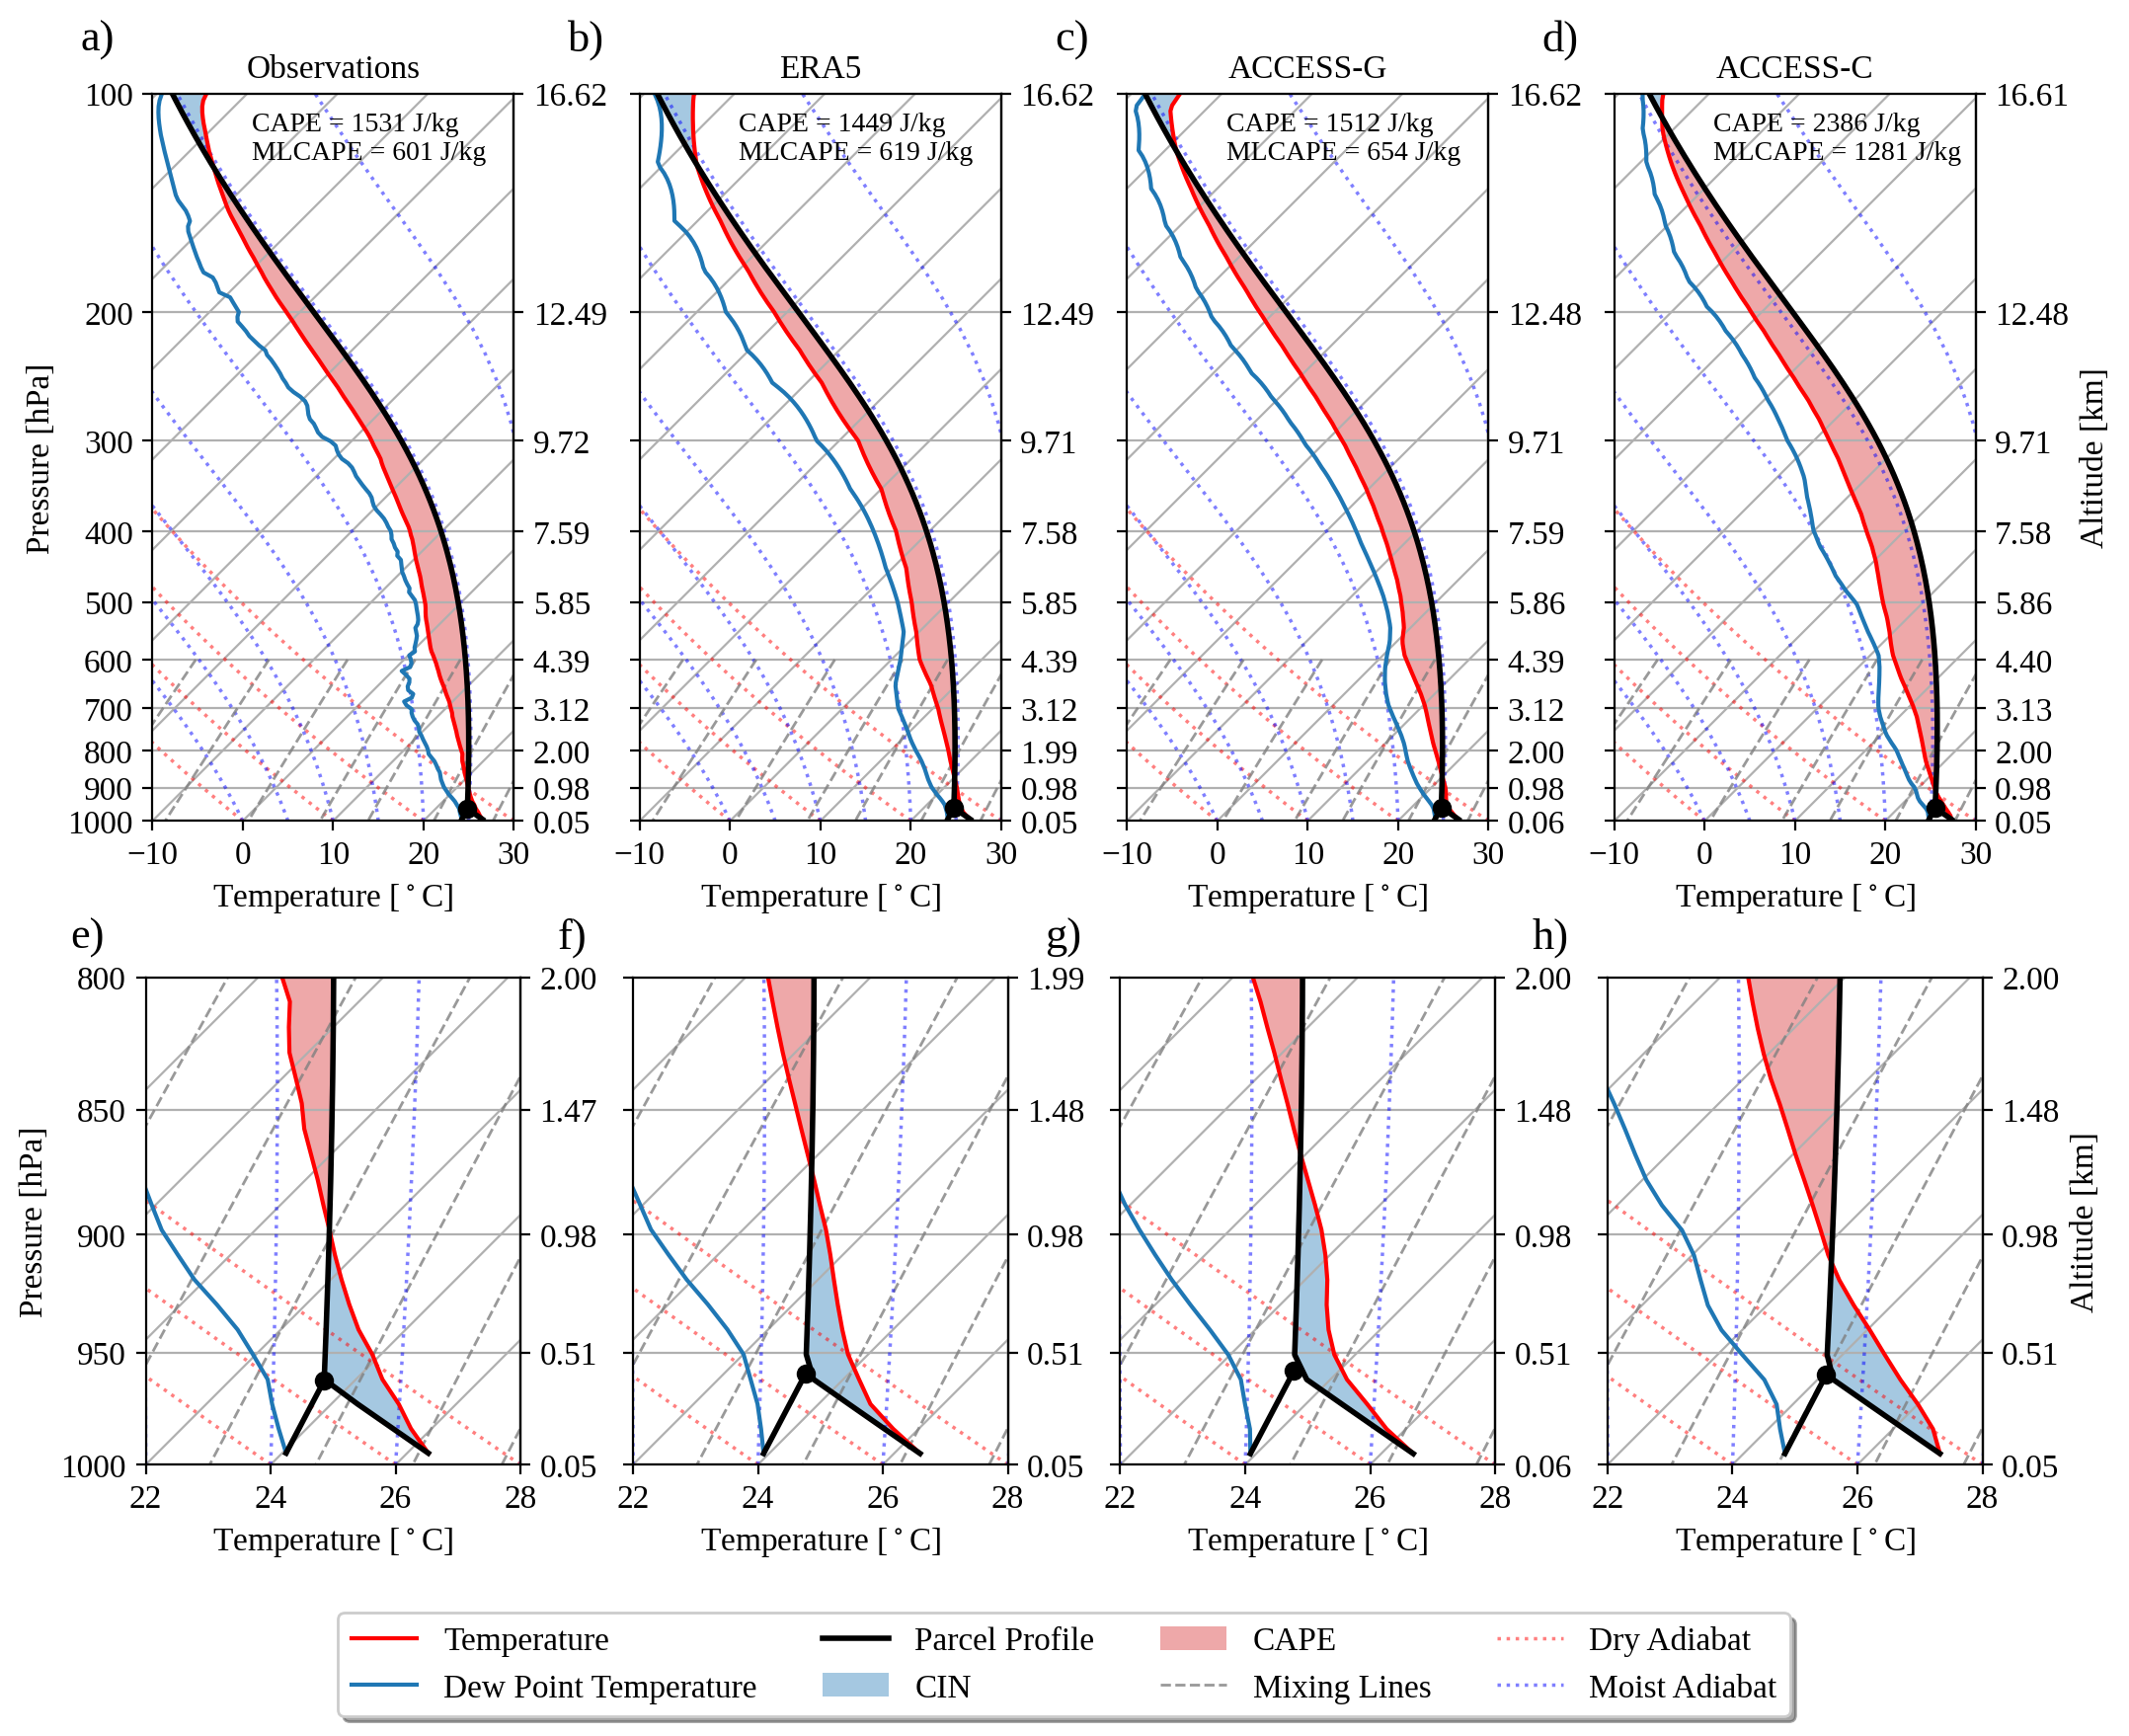 a) b) c) d)
Observations ERA5 ACCESS-G ACCESS-C
100 16.62 16.62 16.62 16.61
CAPE = 1531 J/kg CAPE = 1449 J/kg CAPE = 1512 J/kg CAPE = 2386 J/kg
MLCAPE = 601 J/kg MLCAPE = 619 J/kg MLCAPE = 654 J/kg MLCAPE = 1281 J/kg
200 12.49 12.49 12.48 12.48
Pressure [hPa] Altitude [km]
300 9.72 9.71 9.71 9.71
400 7.59 7.58 7.59 7.58
500 5.85 5.85 5.86 5.86
600 4.39 4.39 4.39 4.40
700 3.12 3.12 3.12 3.13
800 2.00 1.99 2.00 2.00
900 0.98 0.98 0.98 0.98
1000 0.05 0.05 0.06 0.05
−10 0 10 20 30 −10 0 10 20 30 −10 0 10 20 30 −10 0 10 20 30
Temperature [°C] Temperature [°C] Temperature [°C] Temperature [°C]
e) f) g) h)
800 2.00 1.99 2.00 2.00
850 1.47 1.48 1.48 1.48
Pressure [hPa] Altitude [km]
900 0.98 0.98 0.98 0.98
950 0.51 0.51 0.51 0.51
1000 0.05 0.05 0.06 0.05
22 24 26 28 22 24 26 28 22 24 26 28 22 24 26 28
Temperature [°C] Temperature [°C] Temperature [°C] Temperature [°C]
Temperature Parcel Profile CAPE Dry Adiabat
Dew Point Temperature CIN Mixing Lines Moist Adiabat